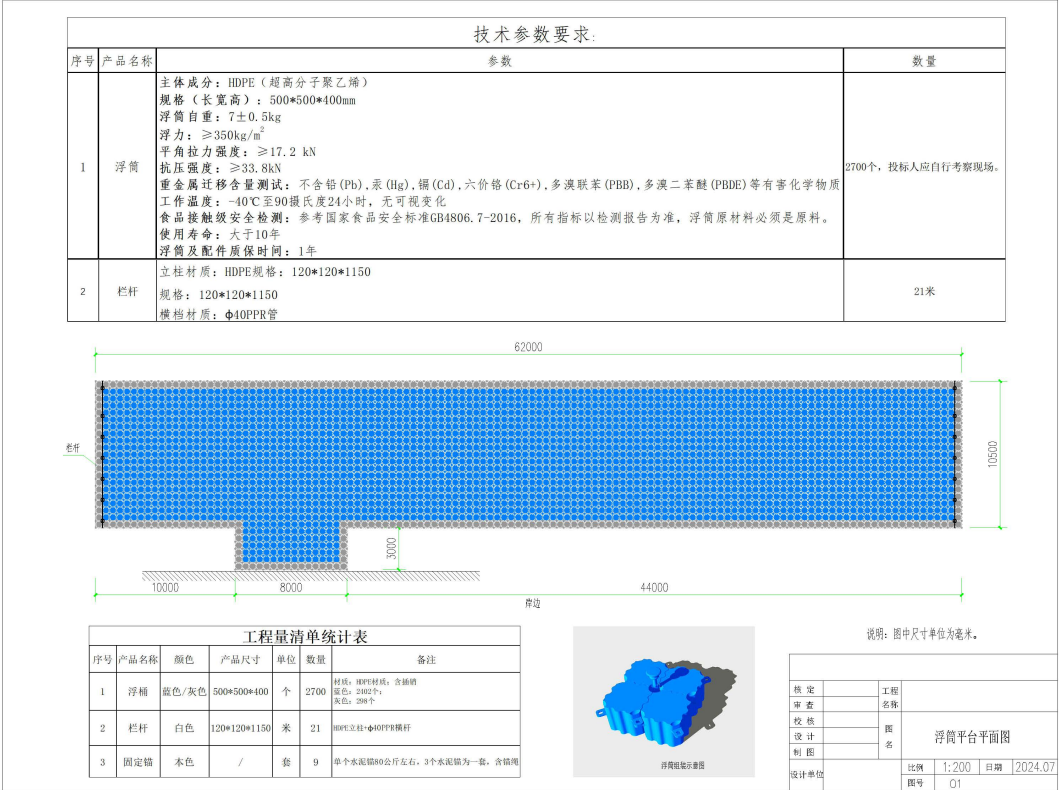 技术参数要求:
序号 产品名称 参数 数量
1 浮筒
主体成分：HDPE（超高分子聚乙烯）
规格（长宽高）：500*500*400mm
浮筒自重：7±0.5kg
浮力：≥350kg/m²
平角拉力强度：≥17.2 kN
抗压强度：≥33.8kN
重金属迁移含量测试：不含铅(Pb),汞(Hg),镉(Cd),六价铬(Cr6+),多溴联苯(PBB),多溴二苯醚(PBDE)等有害化学物质
工作温度：-40℃至90摄氏度24小时，无可视变化
食品接触级安全检测：参考国家食品安全标准GB4806.7-2016，所有指标以检测报告为准，浮筒原材料必须是原料。
使用寿命：大于10年
浮筒及配件质保时间：1年
2700个，投标人应自行考察现场。
2 栏杆
立柱材质：HDPE规格：120*120*1150
规格：120*120*1150
横档材质：ф40PPR管
21米
62000
栏杆
10500
3000
10000 8000 44000
岸边
工程量清单统计表
序号 产品名称 颜色 产品尺寸 单位 数量 备注
1 浮桶 蓝色/灰色 500*500*400 个 2700
材质：HDPE材质；含插销
蓝色：2402个；
灰色：298个
2 栏杆 白色 120*120*1150 米 21 HDPE立柱+ф40PPR横杆
3 固定锚 本色 / 套 9 单个水泥锚80公斤左右，3个水泥锚为一套，含锚绳
浮筒组装示意图
说明：图中尺寸单位为毫米。
核 定
审 查
校 核
设 计
制 图
设计单位
工程名称
图名
浮筒平台平面图
比例 1:200 日期 2024.07
图号 01